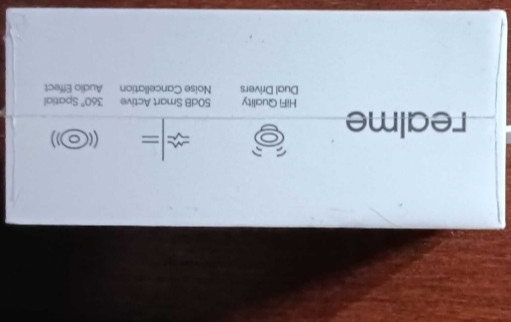 realme
HiFi Quality
Dual Drivers
50dB Smart Active
Noise Cancellation
360° Spatial
Audio Effect